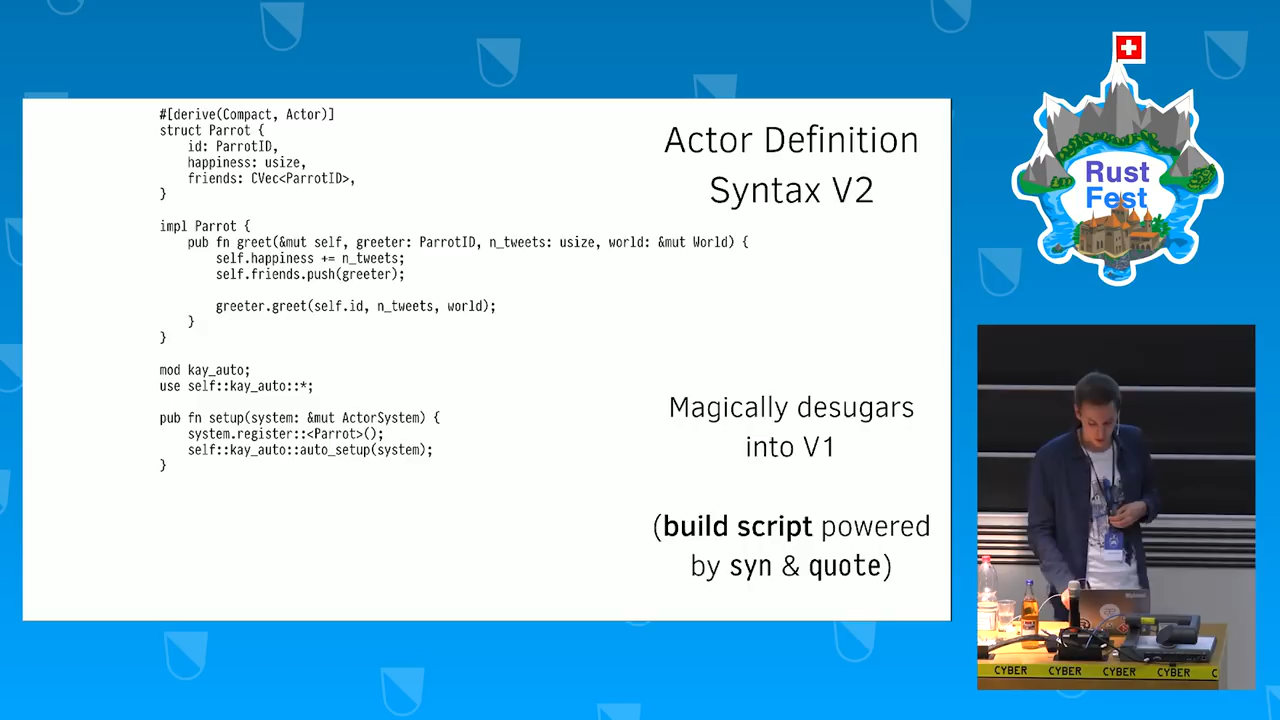 #[derive(Compact, Actor)]
struct Parrot {
    id: ParrotID,
    happiness: usize,
    friends: CVec<ParrotID>,
}

impl Parrot {
    pub fn greet(&mut self, greeter: ParrotID, n_tweets: usize, world: &mut World) {
        self.happiness += n_tweets;
        self.friends.push(greeter);

        greeter.greet(self.id, n_tweets, world);
    }
}

mod kay_auto;
use self::kay_auto::*;

pub fn setup(system: &mut ActorSystem) {
    system.register::<Parrot>();
    self::kay_auto::auto_setup(system);
}
Actor Definition
Syntax V2
Magically desugars
into V1
(build script powered
by syn & quote)
Rust
Fest
CYBER CYBER CYBER CYBER C